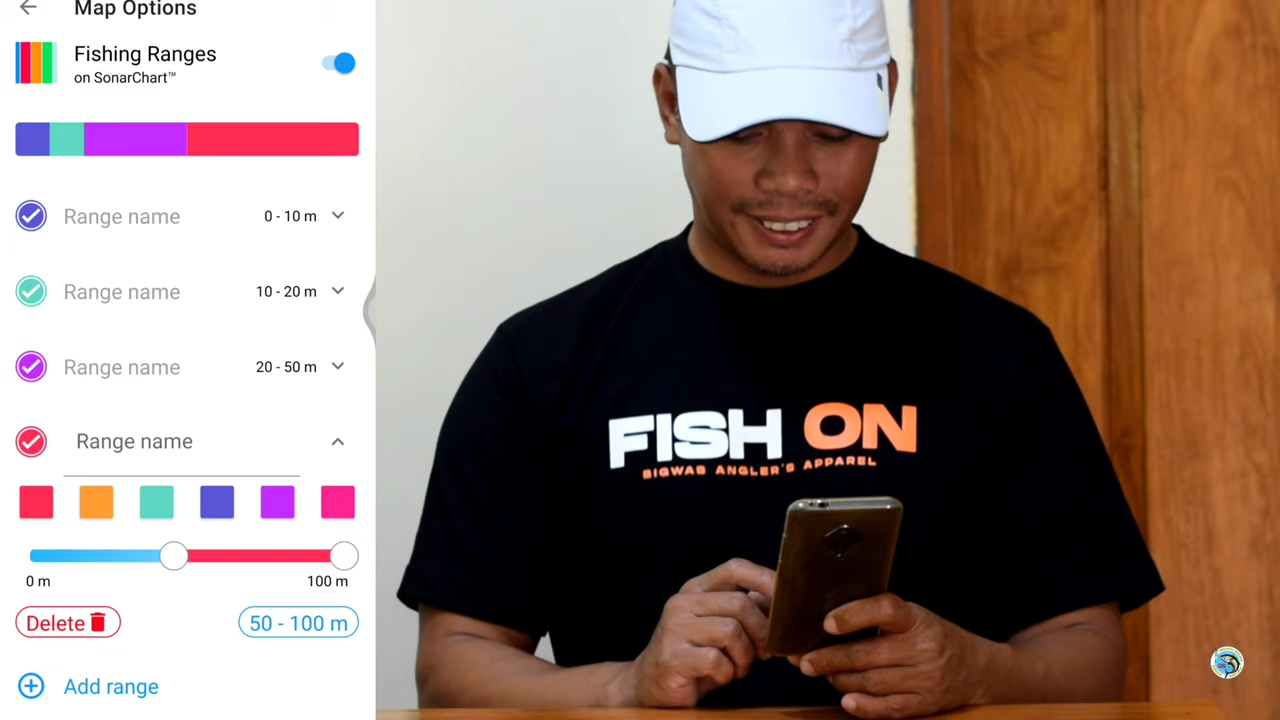 Map Options
Fishing Ranges
on SonarChart™
Range name 0 - 10 m
Range name 10 - 20 m
Range name 20 - 50 m
Range name
0 m 100 m
Delete 50 - 100 m
Add range
FISH ON
BIGWAS ANGLER'S APPAREL